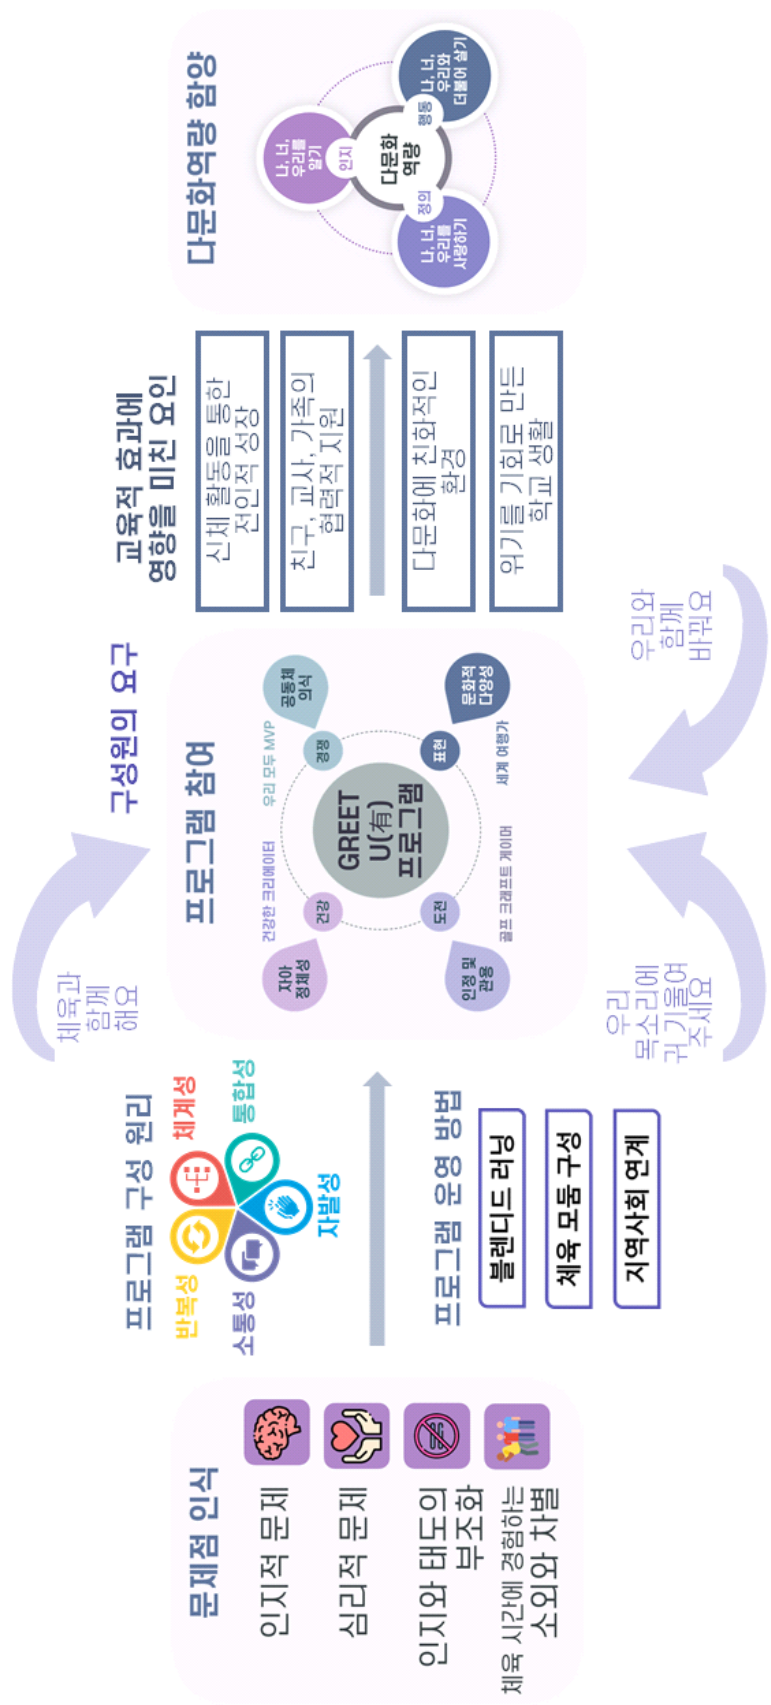 문제점 인식
인지적 문제
심리적 문제
인지와 태도의
부조화
체육 시간에 경험하는
소외와 차별
프로그램 구성 원리
반복성
체계성
소통성
통합성
자발성
프로그램 운영 방법
블렌디드 러닝
체육 모둠 구성
지역사회 연계
체육과
함께
해요
구성원의 요구
프로그램 참여
자아
정체성
건강
건강한 크리에이터
우리 모두 MVP
경쟁
공동체
의식
GREET
U(有)
프로그램
인정 및
관용
도전
골프 크래프트 게이머
세계 여행가
표현
문화적
다양성
우리
목소리에
귀 기울여
주세요
우리와
함께
바꿔요
교육적 효과에
영향을 미친 요인
신체 활동을 통한
전인적 성장
친구, 교사, 가족의
협력적 지원
다문화에 친화적인
환경
위기를 기회로 만든
학교 생활
다문화역량 함양
나, 너,
우리를
알기
인지
다문화
역량
정의
나, 너,
우리를
사랑하기
행동
나, 너,
우리와
더불어 살기